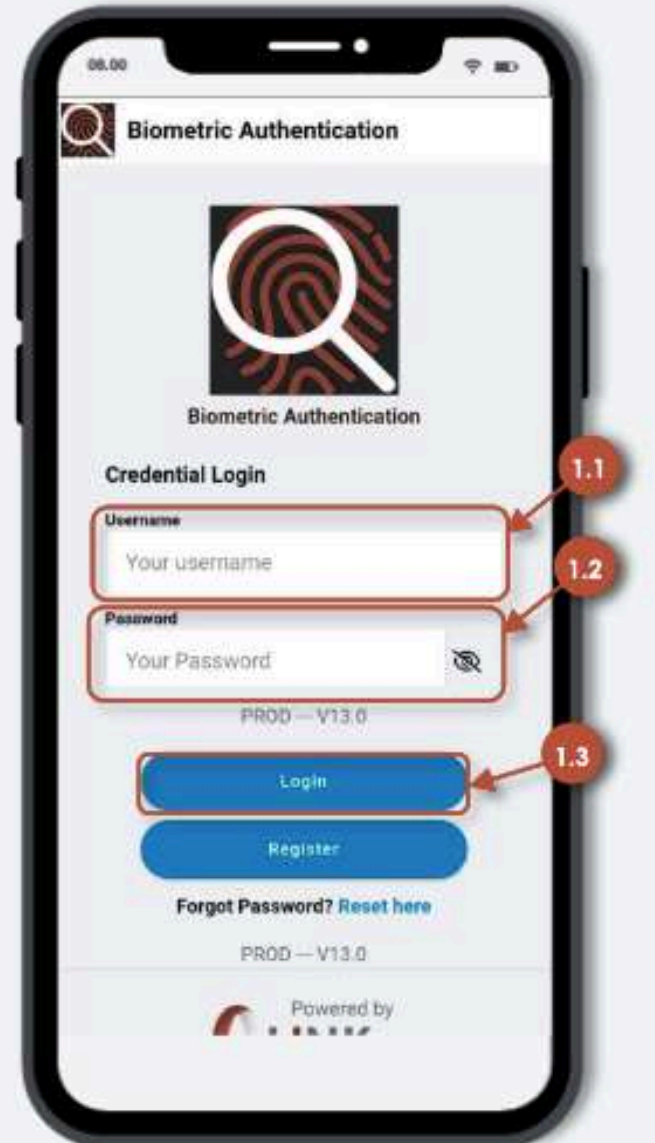 08.00
Biometric Authentication
Biometric Authentication
Credential Login
1.1
Username
Your username
1.2
Password
Your Password
PROD — V13.0
1.3
Login
Register
Forgot Password? Reset here
PROD — V13.0
Powered by